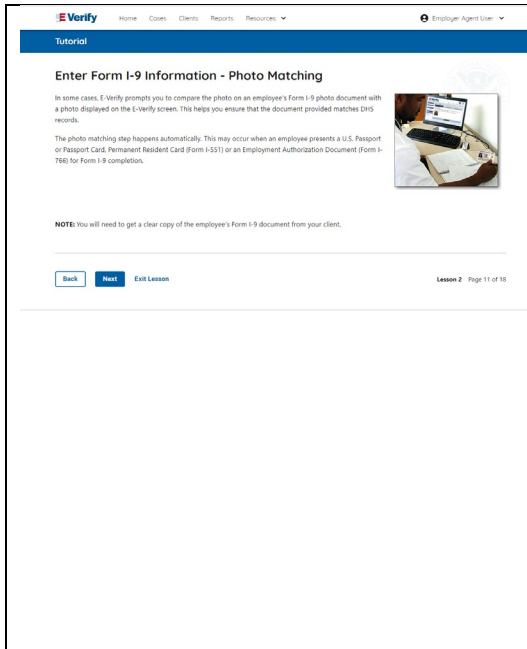 E-Verify Home Cases Clients Reports Resources Employer Agent User
Tutorial
Enter Form I-9 Information - Photo Matching
In some cases, E-Verify prompts you to compare the photo on an employee's Form I-9 photo document with
a photo displayed on the E-Verify screen. This helps you ensure that the document provided matches DHS
records.
The photo matching step happens automatically. This may occur when an employee presents a U.S. Passport
or Passport Card, Permanent Resident Card (Form I-551) or an Employment Authorization Document (Form I-
766) for Form I-9 completion.
NOTE: You will need to get a clear copy of the employee's Form I-9 document from your client.
Back Next Exit Lesson Lesson 2 Page 11 of 18